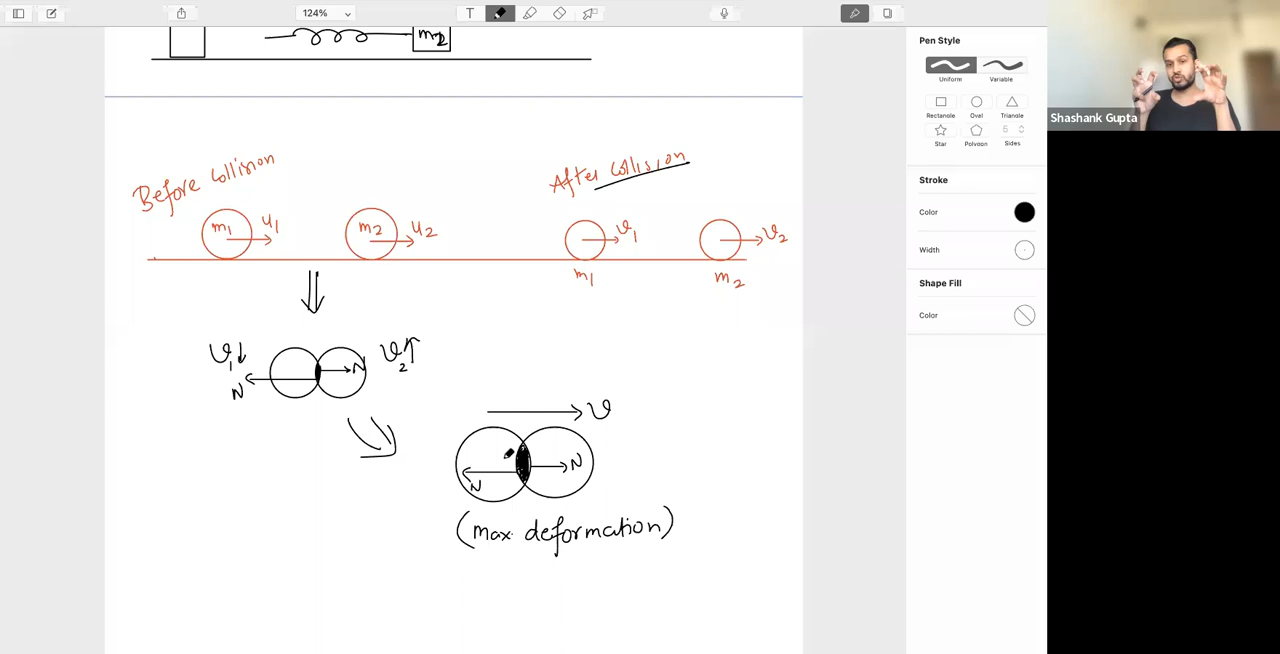 124%
T
Pen Style
Uniform Variable
Rectangle Oval Triangle
5
Star Polygon Sides
Stroke
Color
Width
Shape Fill
Color
Shashank Gupta
m2
Before Collision
After Collision
m1 u1 m2 u2 v1 v2
m1 m2
v1↓ N v2↑
N
v
N N
(max. deformation)